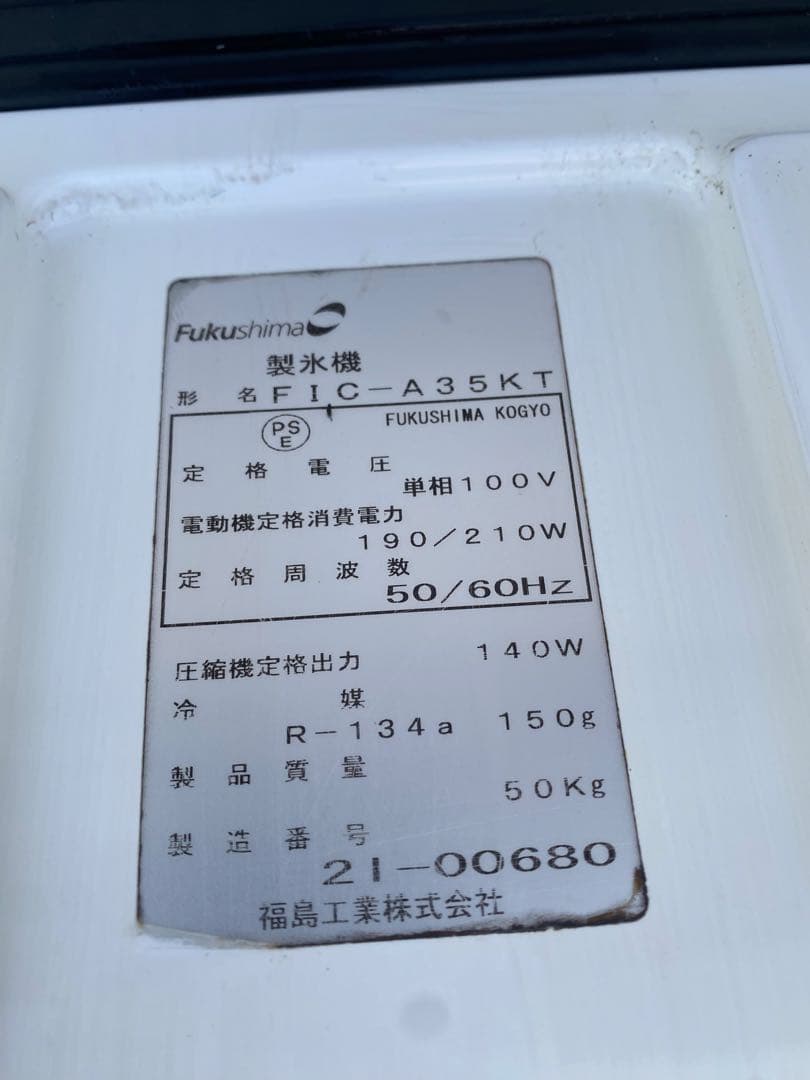 Fukushima
製氷機
形名 FIC-A35KT
PSE FUKUSHIMA KOGYO
定格電圧
単相100V
電動機定格消費電力
190/210W
定格周波数
50/60Hz
圧縮機定格出力 140W
冷媒
R-134a 150g
製品質量
50Kg
製造番号
21-00680
福島工業株式会社